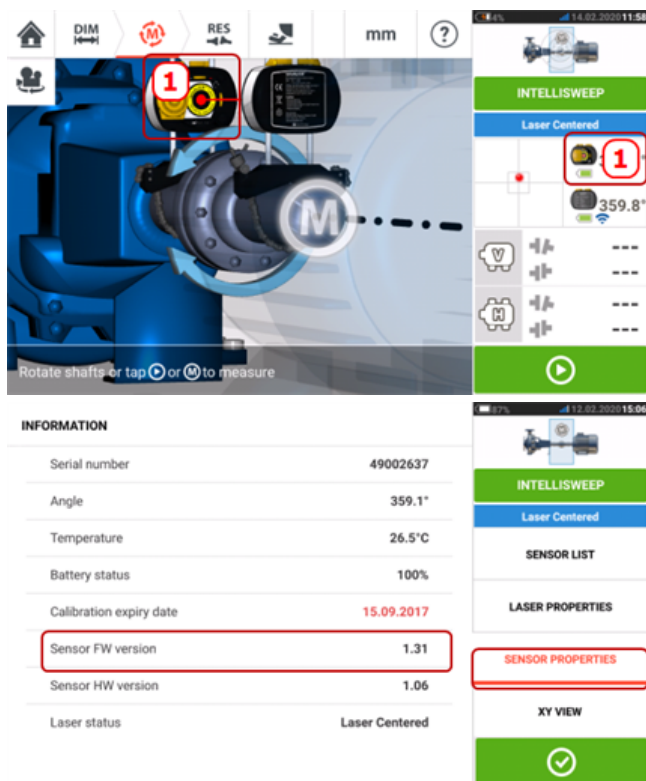 DIM
M
RES
mm
?
1
M
Rotate shafts or tap or M to measure
4% 14.02.2020 11:58
INTELLISWEEP
Laser Centered
1
359.8°
V
---
---
H
---
---
INFORMATION
Serial number 49002637
Angle 359.1°
Temperature 26.5°C
Battery status 100%
Calibration expiry date 15.09.2017
Sensor FW version 1.31
Sensor HW version 1.06
Laser status Laser Centered
87% 12.02.2020 15:06
INTELLISWEEP
Laser Centered
SENSOR LIST
LASER PROPERTIES
SENSOR PROPERTIES
XY VIEW